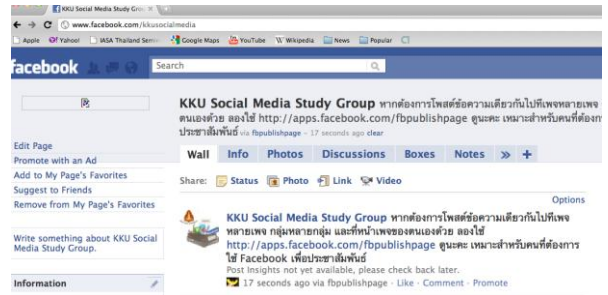 KKU Social Media Study Grou
www.facebook.com/kkusocialmedia
Apple Yahoo! IASA Thailand Semin Google Maps YouTube Wikipedia News Popular
facebook Search
KKU Social Media Study Group หากต้องการโพสต์ข้อความเดียวกันไปทีเพจหลายเพจ
ตนเองด้วย ลองใช้ http://apps.facebook.com/fbpublishpage ดูนะคะ เหมาะสำหรับคนที่ต้องก
ประชาสัมพันธ์ via fbpublishpage - 17 seconds ago clear
Edit Page
Promote with an Ad
Add to My Page's Favorites
Suggest to Friends
Remove from My Page's Favorites
Wall Info Photos Discussions Boxes Notes » +
Share: Status Photo Link Video
Options
KKU Social Media Study Group หากต้องการโพสต์ข้อความเดียวกันไปทีเพจ
หลายเพจ กลุ่มหลายกลุ่ม และที่หน้าเพจของตนเองด้วย ลองใช้
http://apps.facebook.com/fbpublishpage ดูนะคะ เหมาะสำหรับคนที่ต้องการ
ใช้ Facebook เพื่อประชาสัมพันธ์
Post Insights not yet available, please check back later.
17 seconds ago via fbpublishpage · Like · Comment · Promote
Write something about KKU Social
Media Study Group.
Information